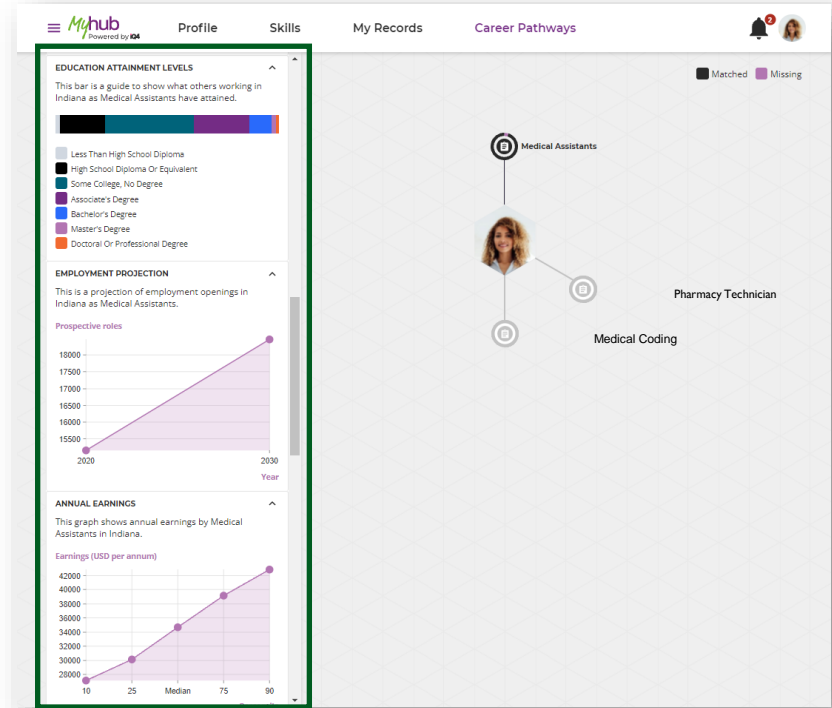 Myhub
Powered by iQ4
Profile
Skills
My Records
Career Pathways
2
EDUCATION ATTAINMENT LEVELS
This bar is a guide to show what others working in
Indiana as Medical Assistants have attained.
Less Than High School Diploma
High School Diploma Or Equivalent
Some College, No Degree
Associate's Degree
Bachelor's Degree
Master's Degree
Doctoral Or Professional Degree
EMPLOYMENT PROJECTION
This is a projection of employment openings in
Indiana as Medical Assistants.
Prospective roles
18000
17500
17000
16500
16000
15500
2020
2030
Year
ANNUAL EARNINGS
This graph shows annual earnings by Medical
Assistants in Indiana.
Earnings (USD per annum)
42000
40000
38000
36000
34000
32000
30000
28000
10
25
Median
75
90
Matched
Missing
Medical Assistants
Pharmacy Technician
Medical Coding